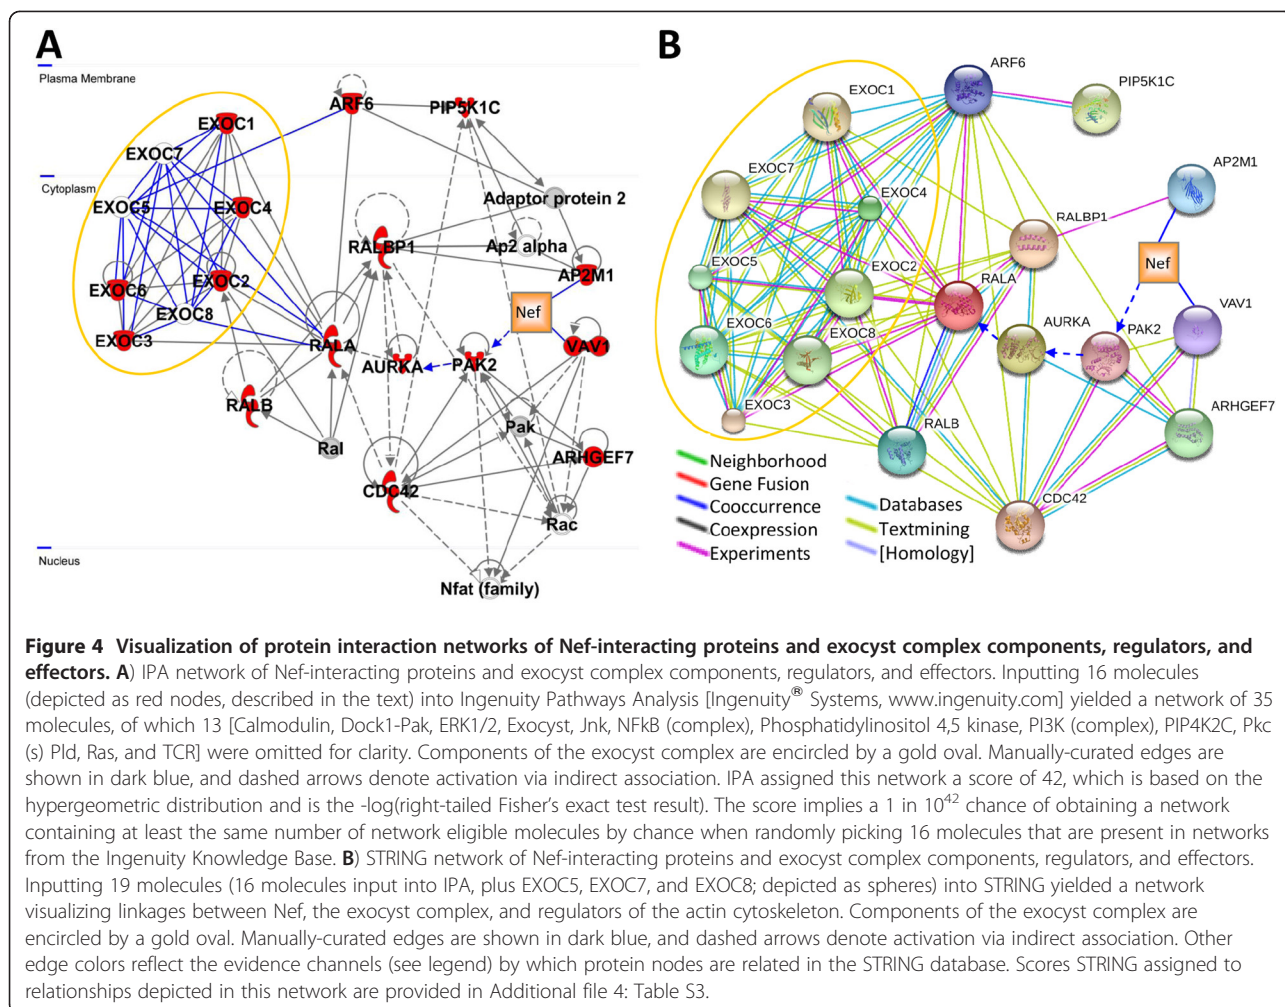 A
Plasma Membrane
ARF6
PIP5K1C
EXOC1
EXOC7
Cytoplasm
Adaptor protein 2
EXOC5
EXOC4
RALBP1
Ap2 alpha
EXOC2
AP2M1
EXOC6
EXOC8
Nef
EXOC3
RALA
VAV1
AURKA
PAK2
RALB
Pak
Ral
ARHGEF7
CDC42
Rac
Nucleus
Nfat (family)
B
ARF6
PIP5K1C
EXOC1
AP2M1
EXOC7
EXOC4
RALBP1
EXOC5
EXOC2
Nef
RALA
VAV1
EXOC6
EXOC8
AURKA
PAK2
EXOC3
ARHGEF7
RALB
CDC42
Neighborhood
Gene Fusion
Cooccurrence
Coexpression
Experiments
Databases
Textmining
[Homology]
Figure 4 Visualization of protein interaction networks of Nef-interacting proteins and exocyst complex components, regulators, and
effectors. A) IPA network of Nef-interacting proteins and exocyst complex components, regulators, and effectors. Inputting 16 molecules
(depicted as red nodes, described in the text) into Ingenuity Pathways Analysis [Ingenuity® Systems, www.ingenuity.com] yielded a network of 35
molecules, of which 13 [Calmodulin, Dock1-Pak, ERK1/2, Exocyst, Jnk, NFkB (complex), Phosphatidylinositol 4,5 kinase, PI3K (complex), PIP4K2C, Pkc
(s) Pld, Ras, and TCR] were omitted for clarity. Components of the exocyst complex are encircled by a gold oval. Manually-curated edges are
shown in dark blue, and dashed arrows denote activation via indirect association. IPA assigned this network a score of 42, which is based on the
hypergeometric distribution and is the -log(right-tailed Fisher's exact test result). The score implies a 1 in 10⁴² chance of obtaining a network
containing at least the same number of network eligible molecules by chance when randomly picking 16 molecules that are present in networks
from the Ingenuity Knowledge Base. B) STRING network of Nef-interacting proteins and exocyst complex components, regulators, and effectors.
Inputting 19 molecules (16 molecules input into IPA, plus EXOC5, EXOC7, and EXOC8; depicted as spheres) into STRING yielded a network
visualizing linkages between Nef, the exocyst complex, and regulators of the actin cytoskeleton. Components of the exocyst complex are
encircled by a gold oval. Manually-curated edges are shown in dark blue, and dashed arrows denote activation via indirect association. Other
edge colors reflect the evidence channels (see legend) by which protein nodes are related in the STRING database. Scores STRING assigned to
relationships depicted in this network are provided in Additional file 4: Table S3.